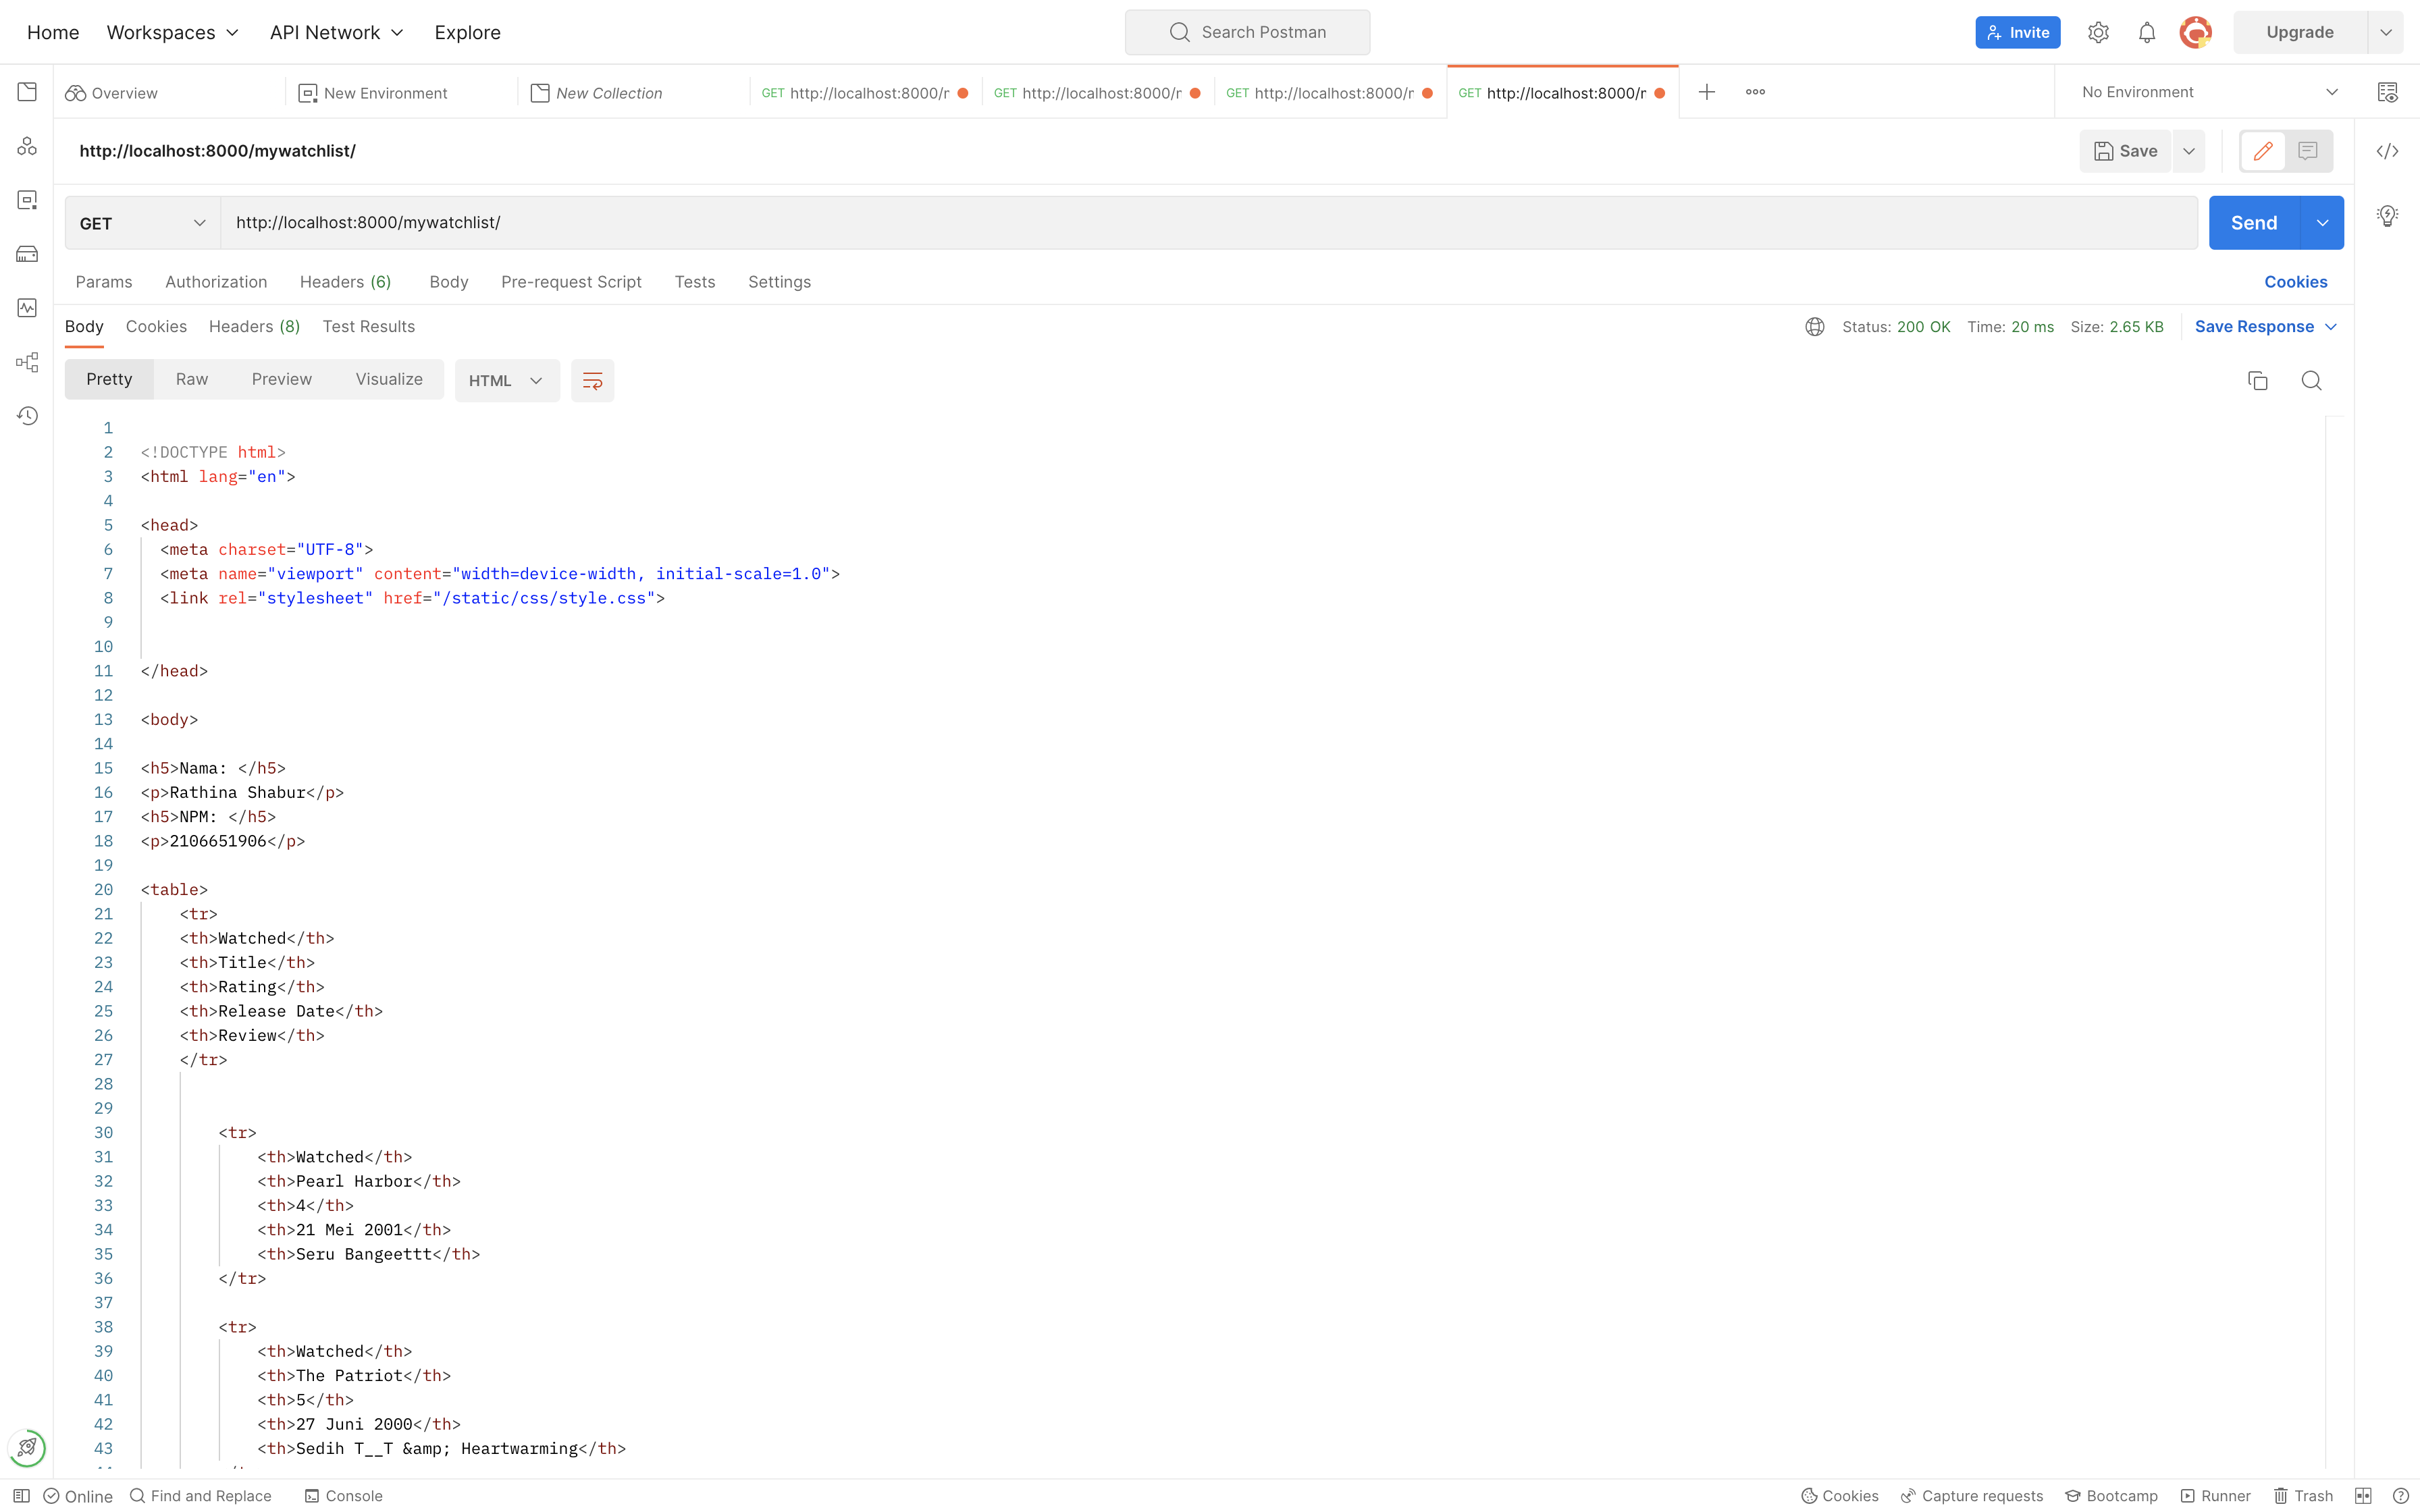 Home Workspaces API Network Explore Search Postman Invite Upgrade
Overview New Environment New Collection GET http://localhost:8000/r GET http://localhost:8000/r GET http://localhost:8000/r GET http://localhost:8000/r No Environment
http://localhost:8000/mywatchlist/ Save
GET http://localhost:8000/mywatchlist/ Send
Params Authorization Headers (6) Body Pre-request Script Tests Settings Cookies
Body Cookies Headers (8) Test Results Status: 200 OK Time: 20 ms Size: 2.65 KB Save Response
Pretty Raw Preview Visualize HTML
1
2 <!DOCTYPE html>
3 <html lang="en">
4
5 <head>
6 <meta charset="UTF-8">
7 <meta name="viewport" content="width=device-width, initial-scale=1.0">
8 <link rel="stylesheet" href="/static/css/style.css">
9
10
11 </head>
12
13 <body>
14
15 <h5>Nama: </h5>
16 <p>Rathina Shabur</p>
17 <h5>NPM: </h5>
18 <p>2106651906</p>
19
20 <table>
21 <tr>
22 <th>Watched</th>
23 <th>Title</th>
24 <th>Rating</th>
25 <th>Release Date</th>
26 <th>Review</th>
27 </tr>
28
29
30 <tr>
31 <th>Watched</th>
32 <th>Pearl Harbor</th>
33 <th>4</th>
34 <th>21 Mei 2001</th>
35 <th>Seru Bangeettt</th>
36 </tr>
37
38 <tr>
39 <th>Watched</th>
40 <th>The Patriot</th>
41 <th>5</th>
42 <th>27 Juni 2000</th>
43 <th>Sedih T__T &amp; Heartwarming</th>
Online Find and Replace Console Cookies Capture requests Bootcamp Runner Trash